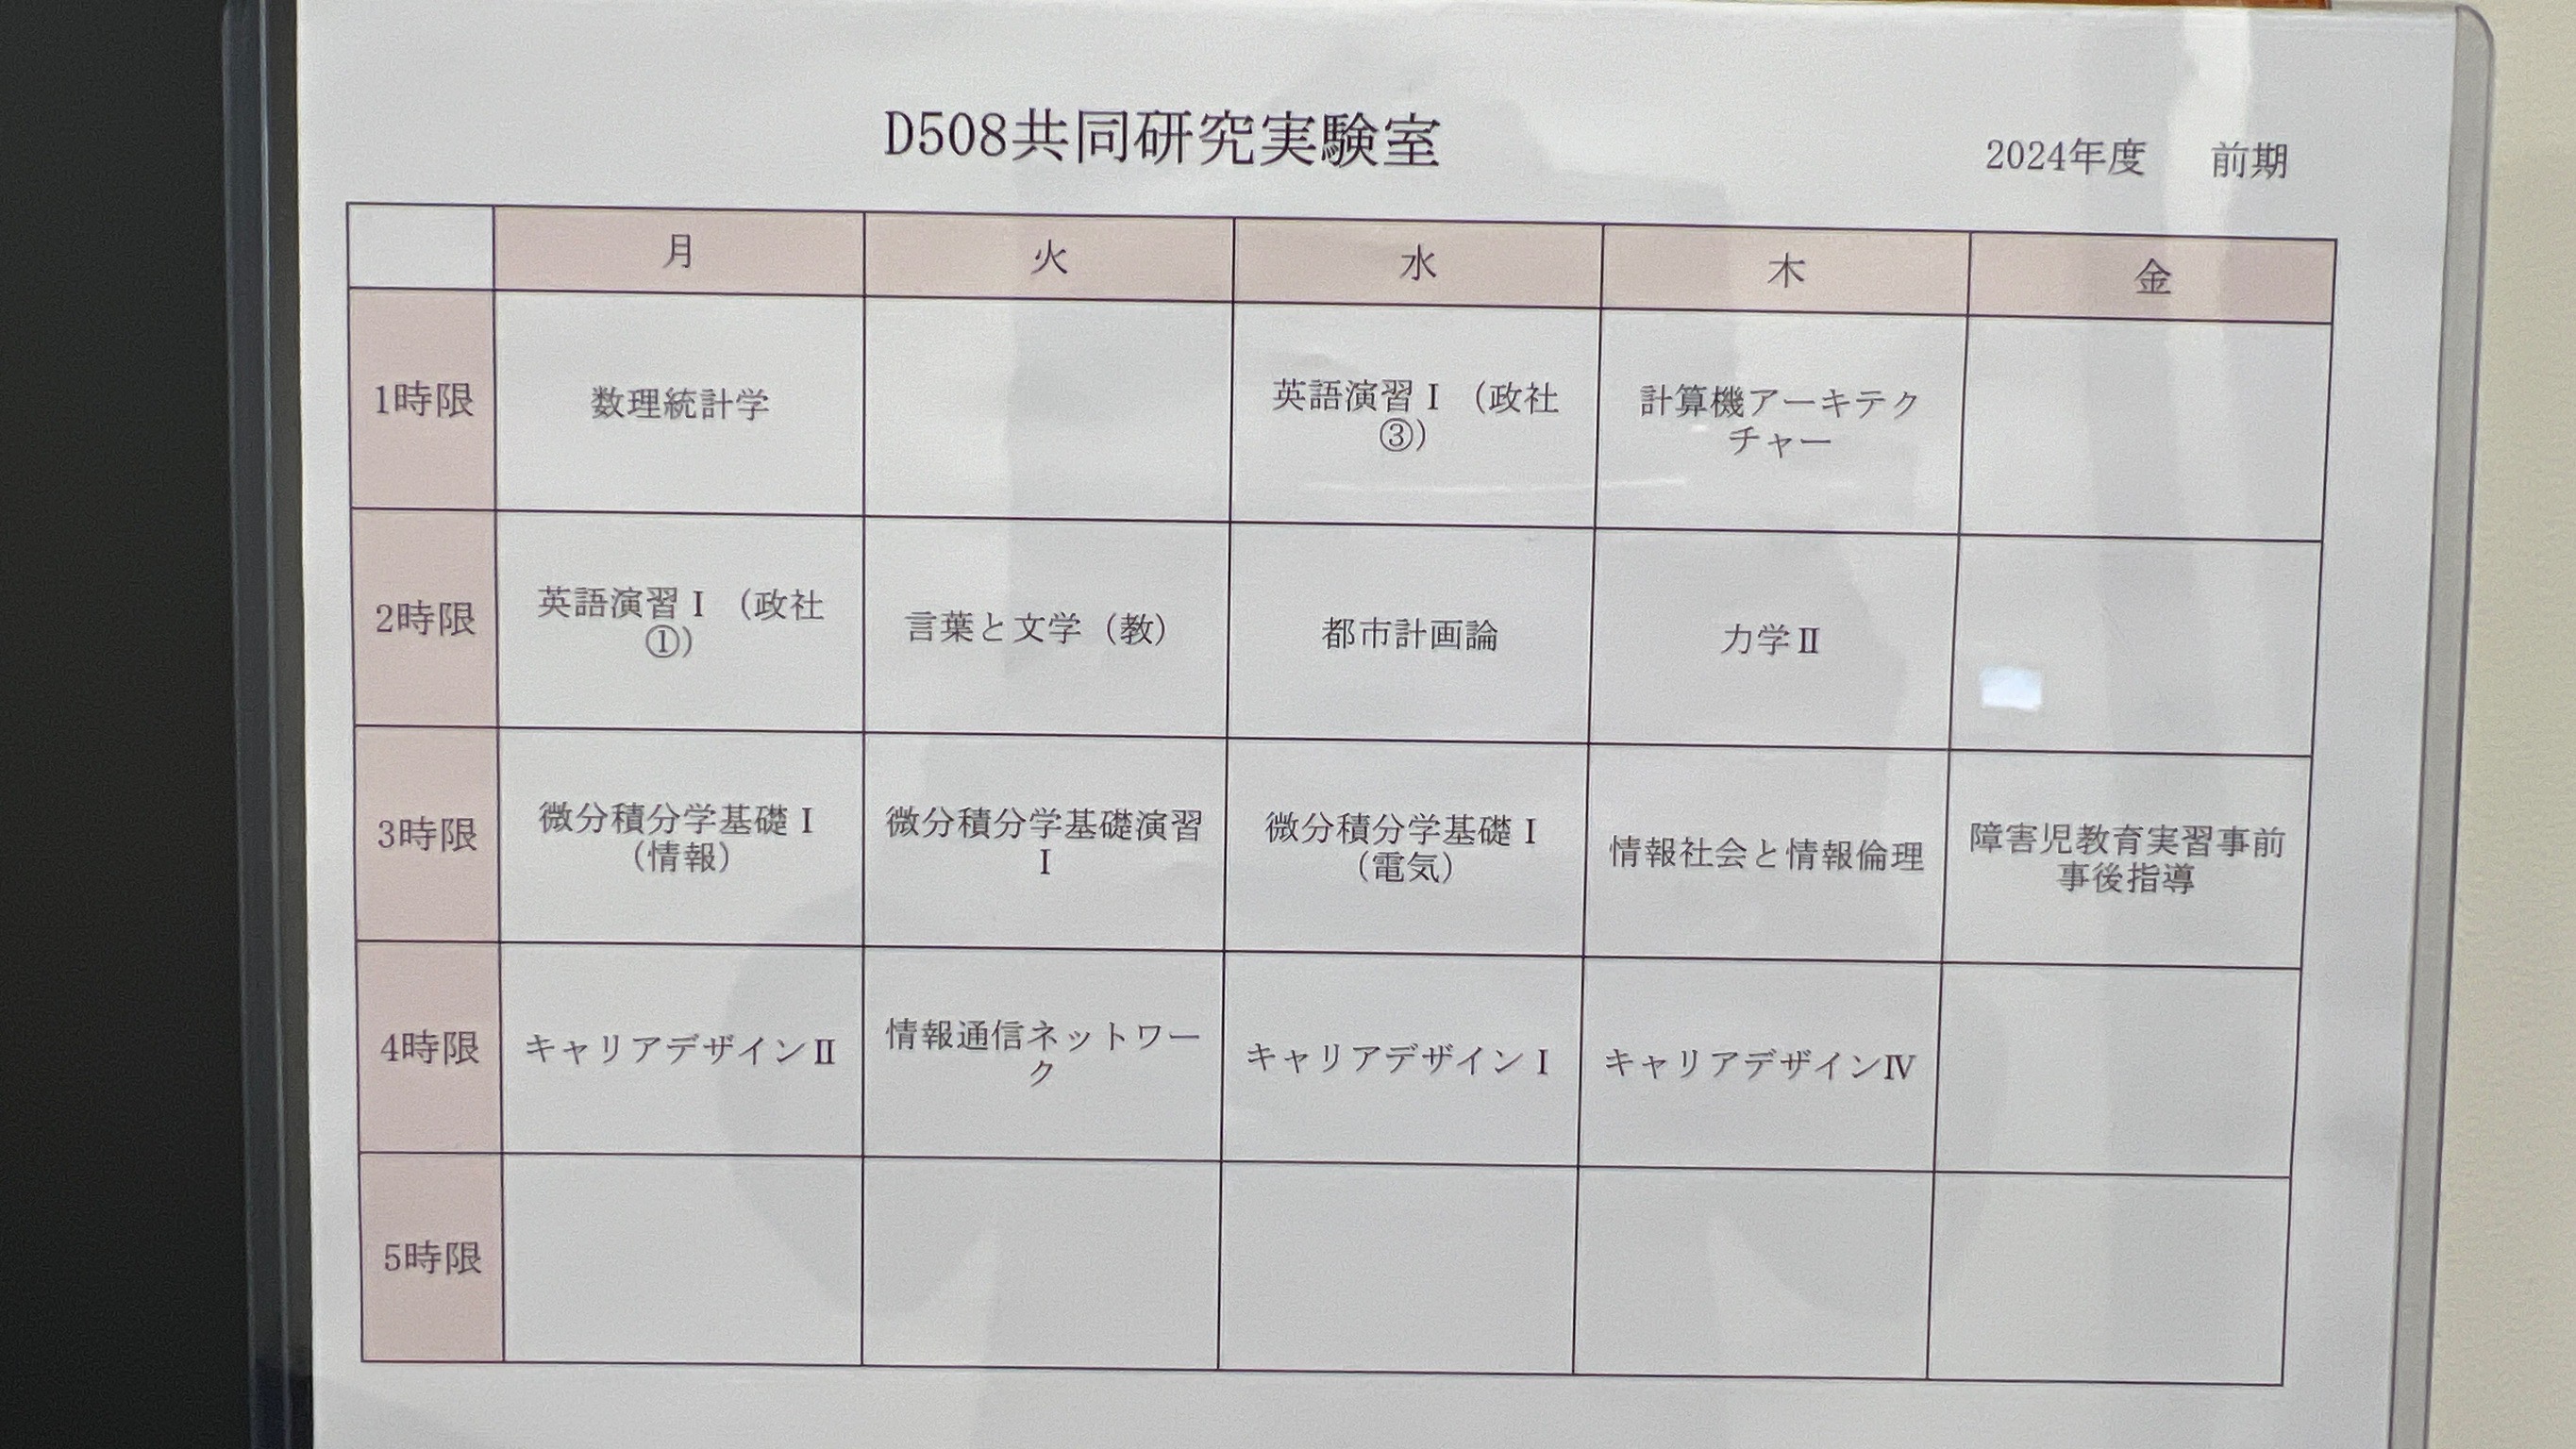 D508共同研究実験室
2024年度 前期
月 火 水 木 金
1時限
数理統計学
英語演習Ⅰ（政社
③）
計算機アーキテク
チャー
2時限
英語演習Ⅰ（政社
①）
言葉と文学（教）
都市計画論
力学Ⅱ
3時限
微分積分学基礎Ⅰ
（情報）
微分積分学基礎演習
Ⅰ
微分積分学基礎Ⅰ
（電気）
情報社会と情報倫理
障害児教育実習事前
事後指導
4時限
キャリアデザインⅡ
情報通信ネットワー
ク
キャリアデザインⅠ
キャリアデザインⅣ
5時限